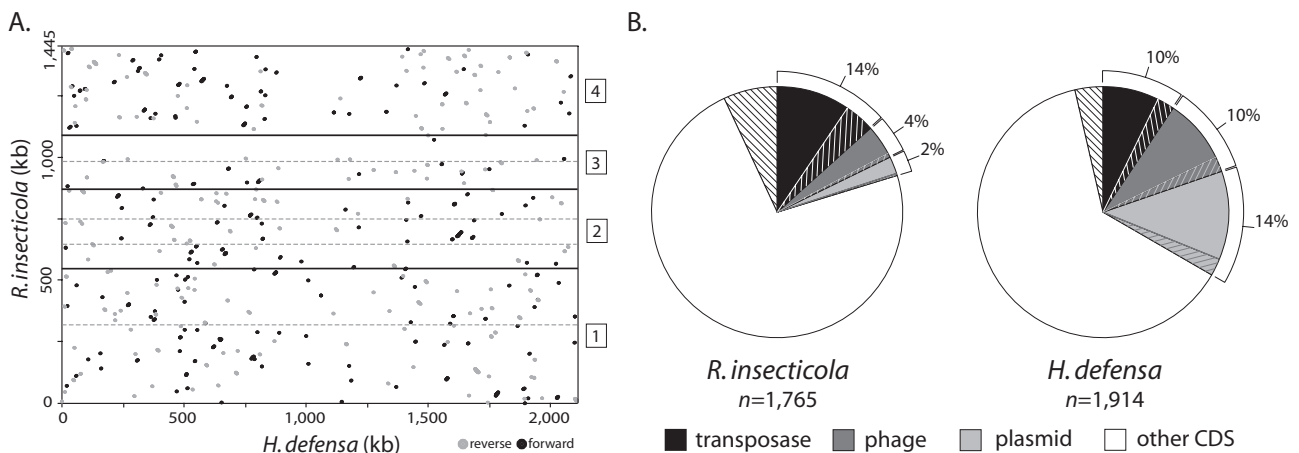 A.
1,445
1,000
500
0
R. insecticola (kb)
4
3
2
1
0 500 1,000 1,500 2,000
H. defensa (kb)
reverse forward
B.
14%
4%
2%
R. insecticola
n=1,765
10%
10%
14%
H. defensa
n=1,914
transposase phage plasmid other CDS